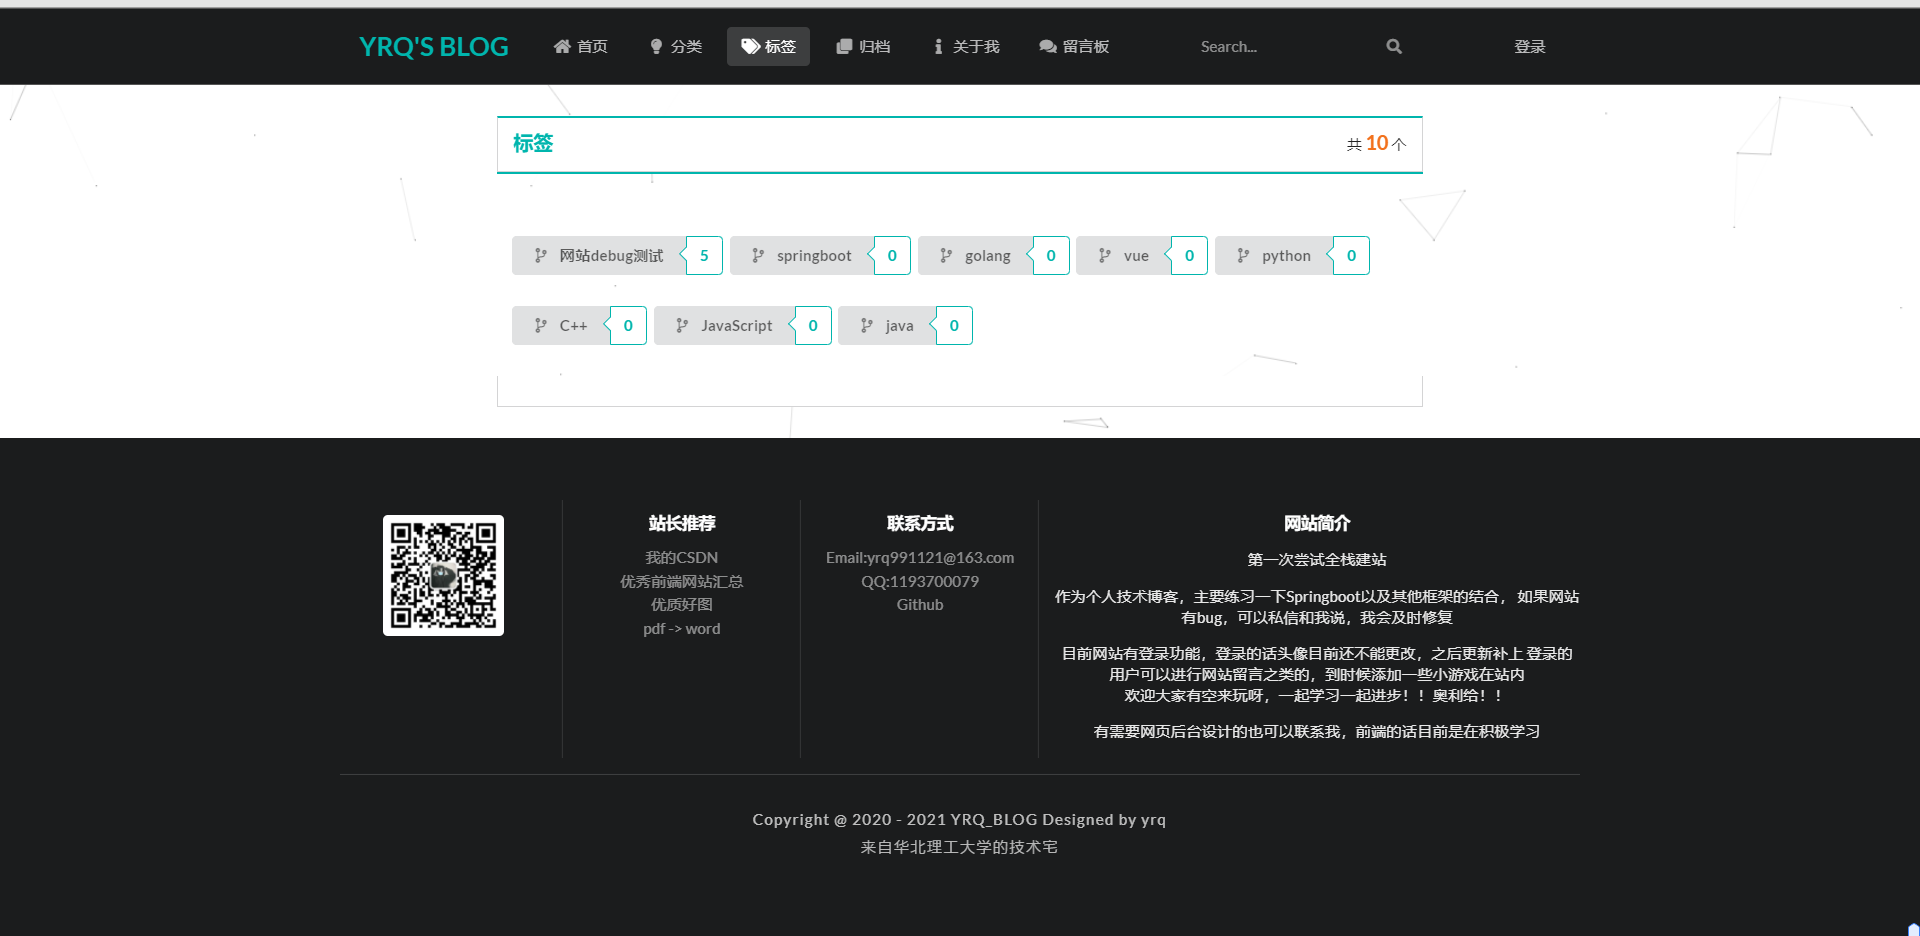 YRQ'S BLOG 首页 分类 标签 归档 关于我 留言板 Search... 登录
标签 共 10 个
网站debug测试 5 springboot 0 golang 0 vue 0 python 0
C++ 0 JavaScript 0 java 0
站长推荐
我的CSDN
优秀前端网站汇总
优质好图
pdf -> word
联系方式
Email:yrq991121@163.com
QQ:1193700079
Github
网站简介
第一次尝试全栈建站
作为个人技术博客，主要练习一下Springboot以及其他框架的结合， 如果网站
有bug，可以私信和我说，我会及时修复
目前网站有登录功能，登录的话头像目前还不能更改，之后更新补上 登录的
用户可以进行网站留言之类的，到时候添加一些小游戏在站内
欢迎大家有空来玩呀，一起学习一起进步！！奥利给！！
有需要网页后台设计的也可以联系我，前端的话目前是在积极学习
Copyright @ 2020 - 2021 YRQ_BLOG Designed by yrq
来自华北理工大学的技术宅